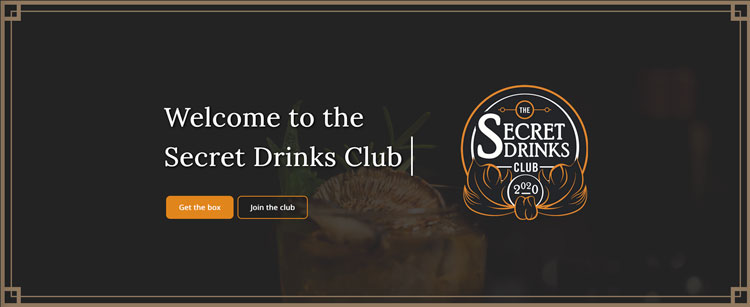 Welcome to the
Secret Drinks Club
Get the box
Join the club
THE
SECRET
DRINKS
CLUB
2020